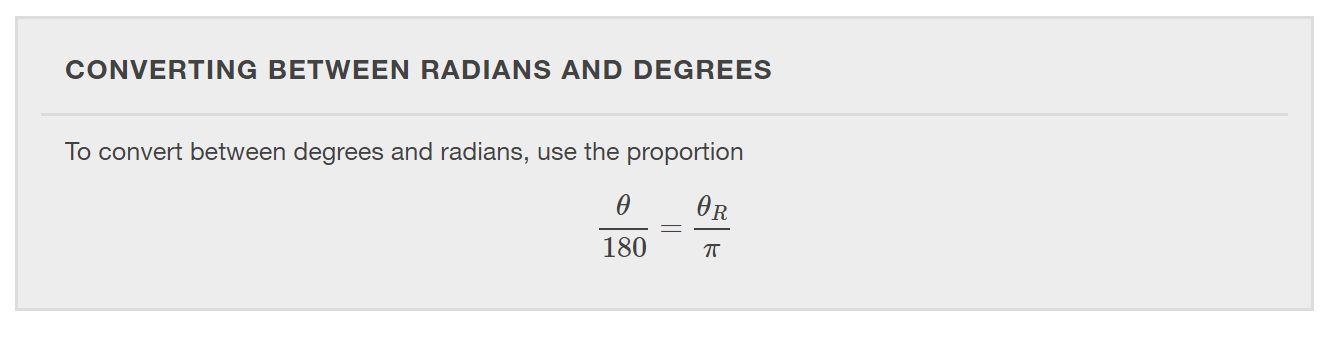 CONVERTING BETWEEN RADIANS AND DEGREES
To convert between degrees and radians, use the proportion
θ/180 = θ_R/π